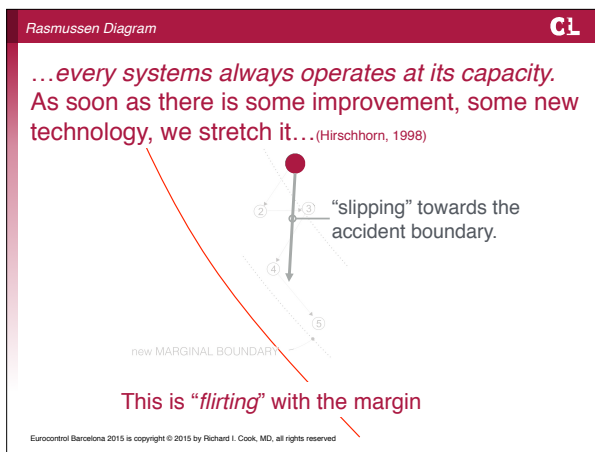 Rasmussen Diagram
CL
…every systems always operates at its capacity.
As soon as there is some improvement, some new
technology, we stretch it…(Hirschhorn, 1998)
2
3
“slipping” towards the
accident boundary.
4
5
new MARGINAL BOUNDARY
This is “flirting” with the margin
Eurocontrol Barcelona 2015 is copyright © 2015 by Richard I. Cook, MD, all rights reserved